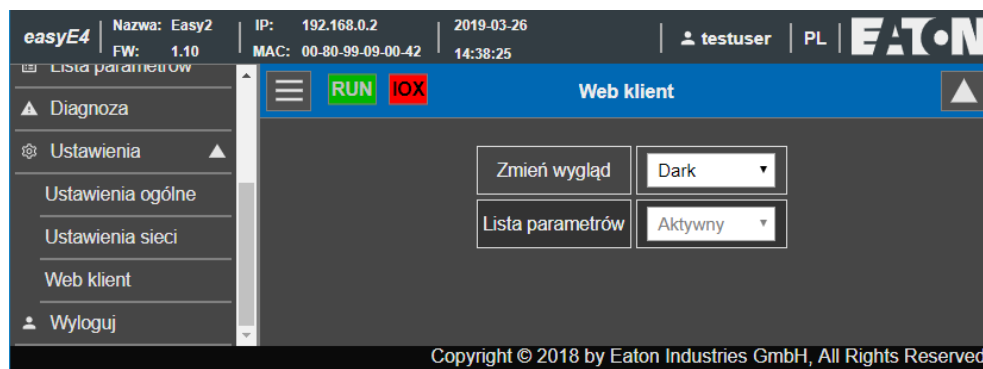 easyE4
Nazwa: Easy2
FW: 1.10
IP: 192.168.0.2
MAC: 00-80-99-09-00-42
2019-03-26
14:38:25
testuser
PL
EATON
Lista parametrów
Diagnoza
Ustawienia
Ustawienia ogólne
Ustawienia sieci
Web klient
Wyloguj
RUN IOX Web klient
Zmień wygląd Dark
Lista parametrów Aktywny
Copyright © 2018 by Eaton Industries GmbH, All Rights Reserved